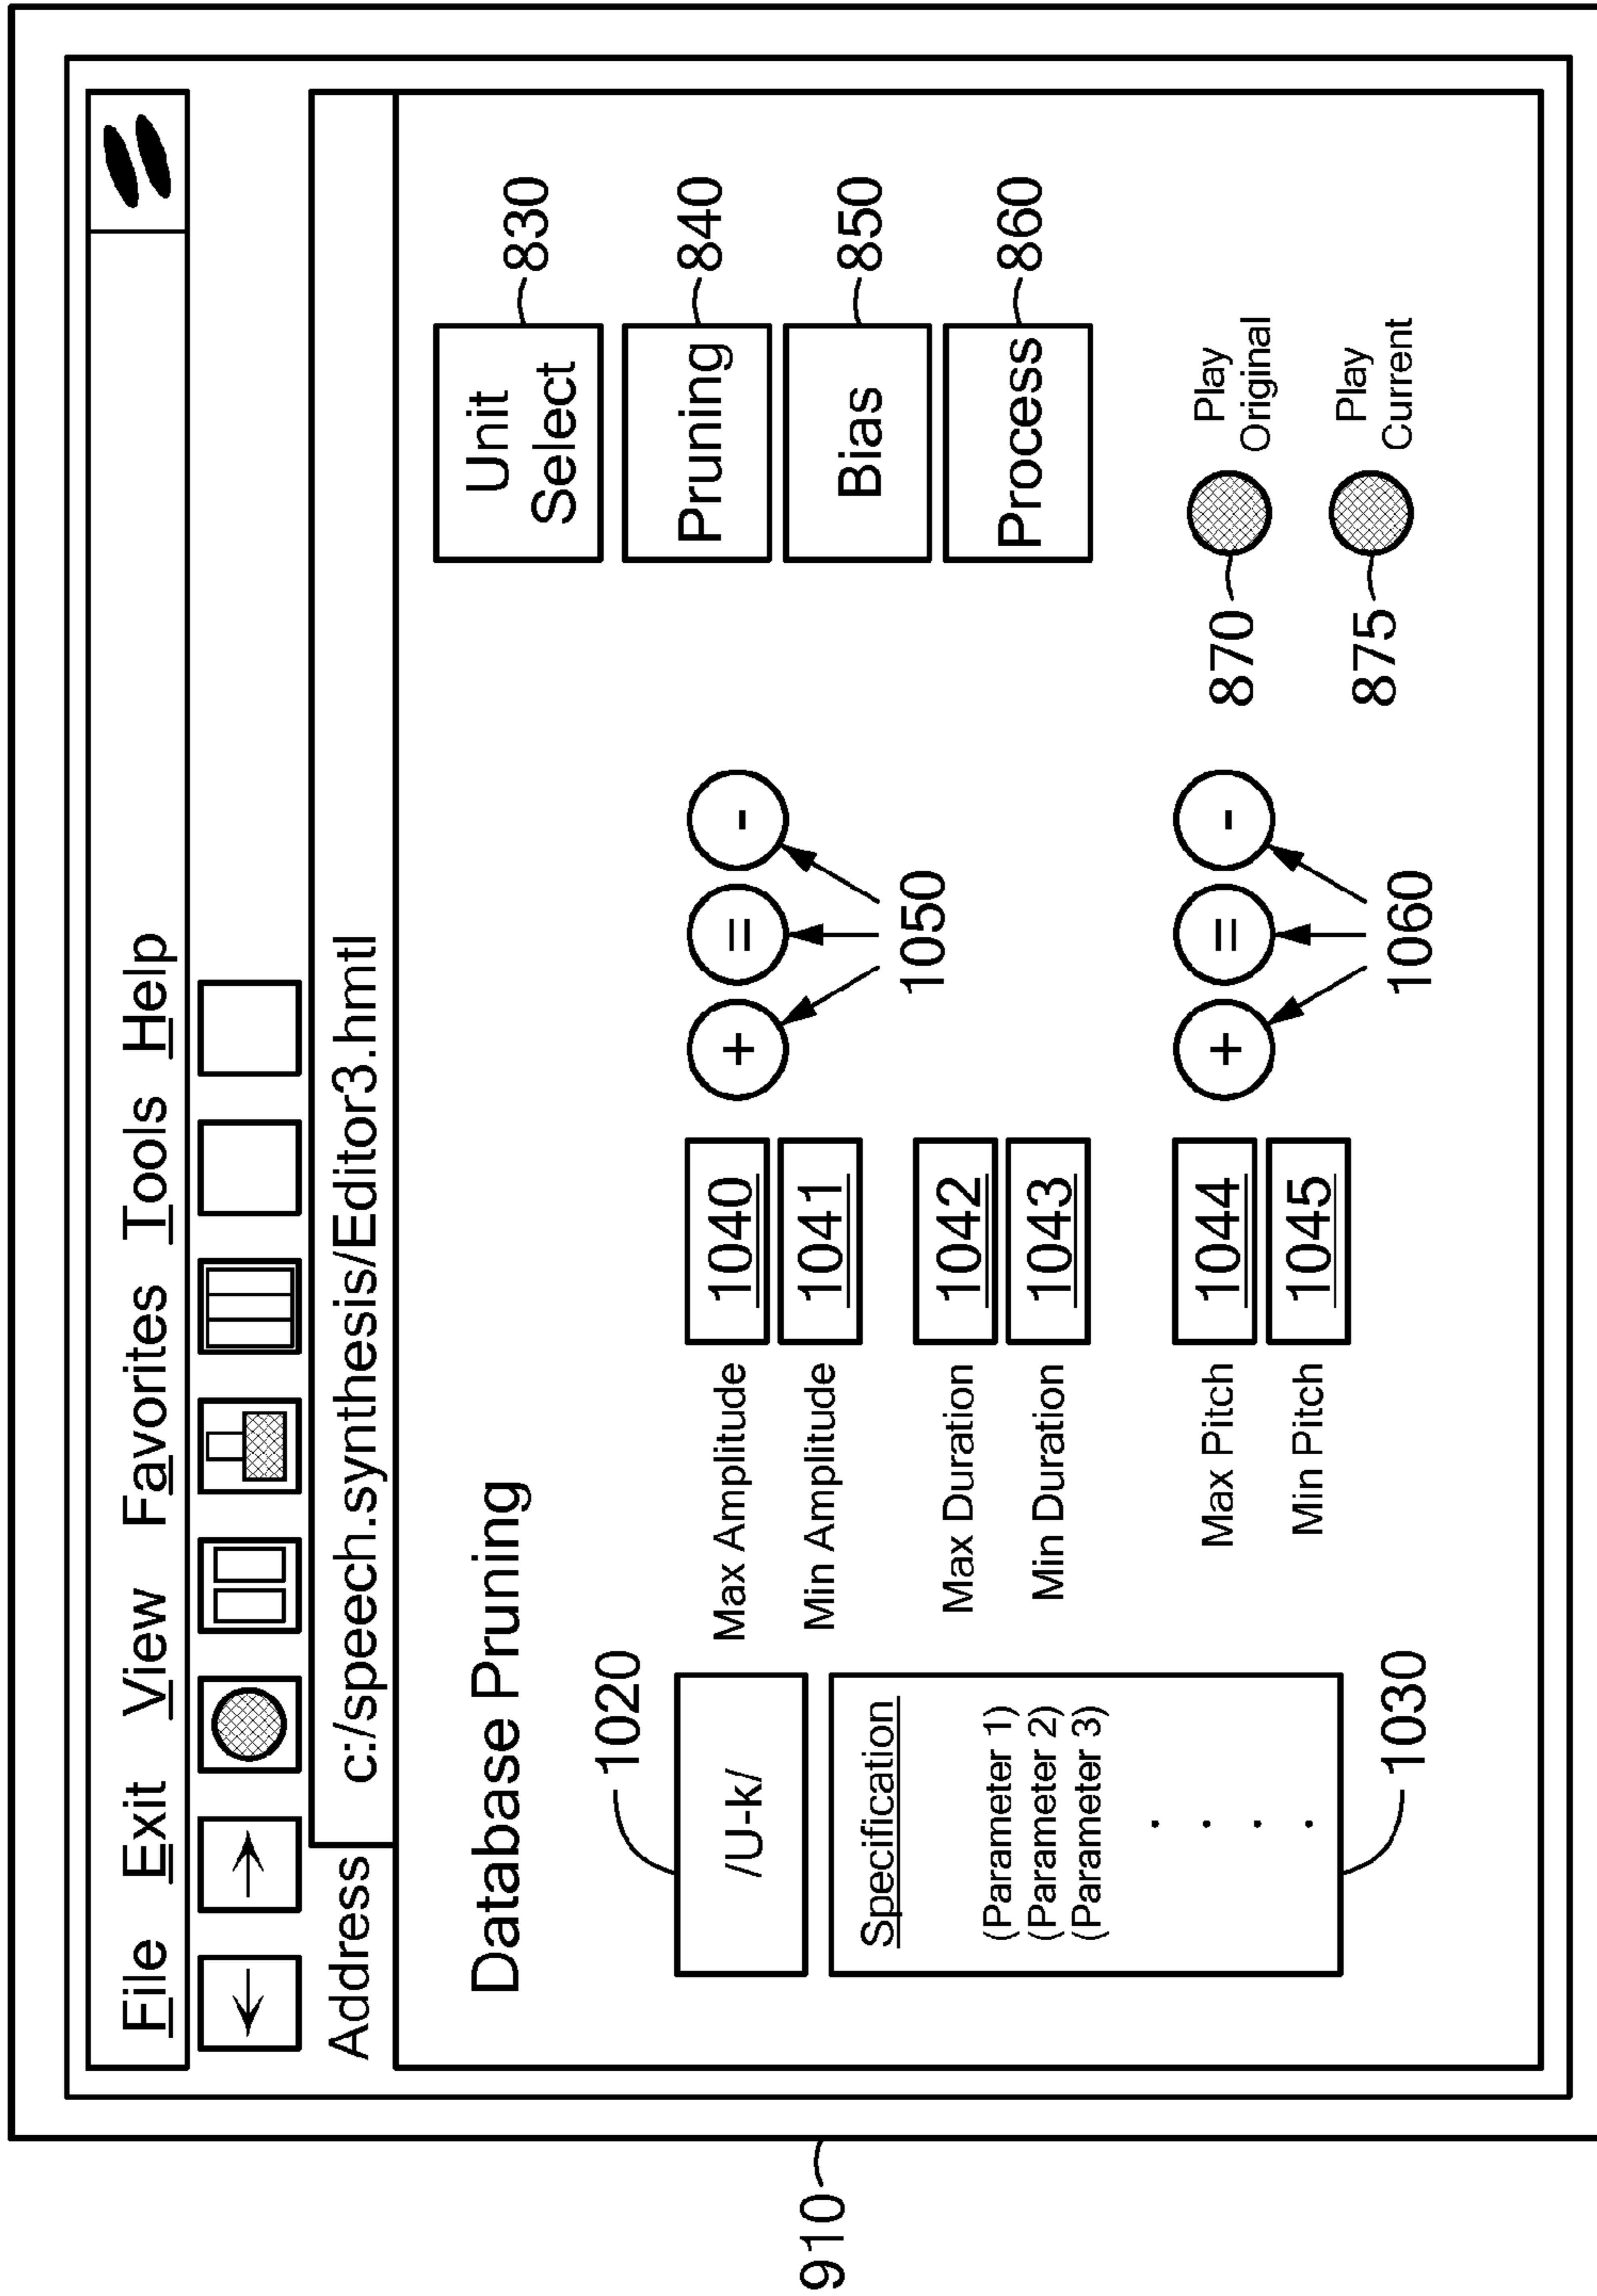 File Exit View Favorites Tools Help
Address c:/speech.synthesis/Editor3.hmtl
Database Pruning
Unit
Select
830
1020
/U-k/
Max Amplitude 1040
+ = -
Pruning
840
Min Amplitude 1041
Bias
850
Specification
1050
Max Duration 1042
Process
860
(Parameter 1)
(Parameter 2)
(Parameter 3)
Min Duration 1043
Max Pitch 1044
+ = -
870
Play
Original
Min Pitch 1045
875
Play
Current
. . . .
1030
1060
910